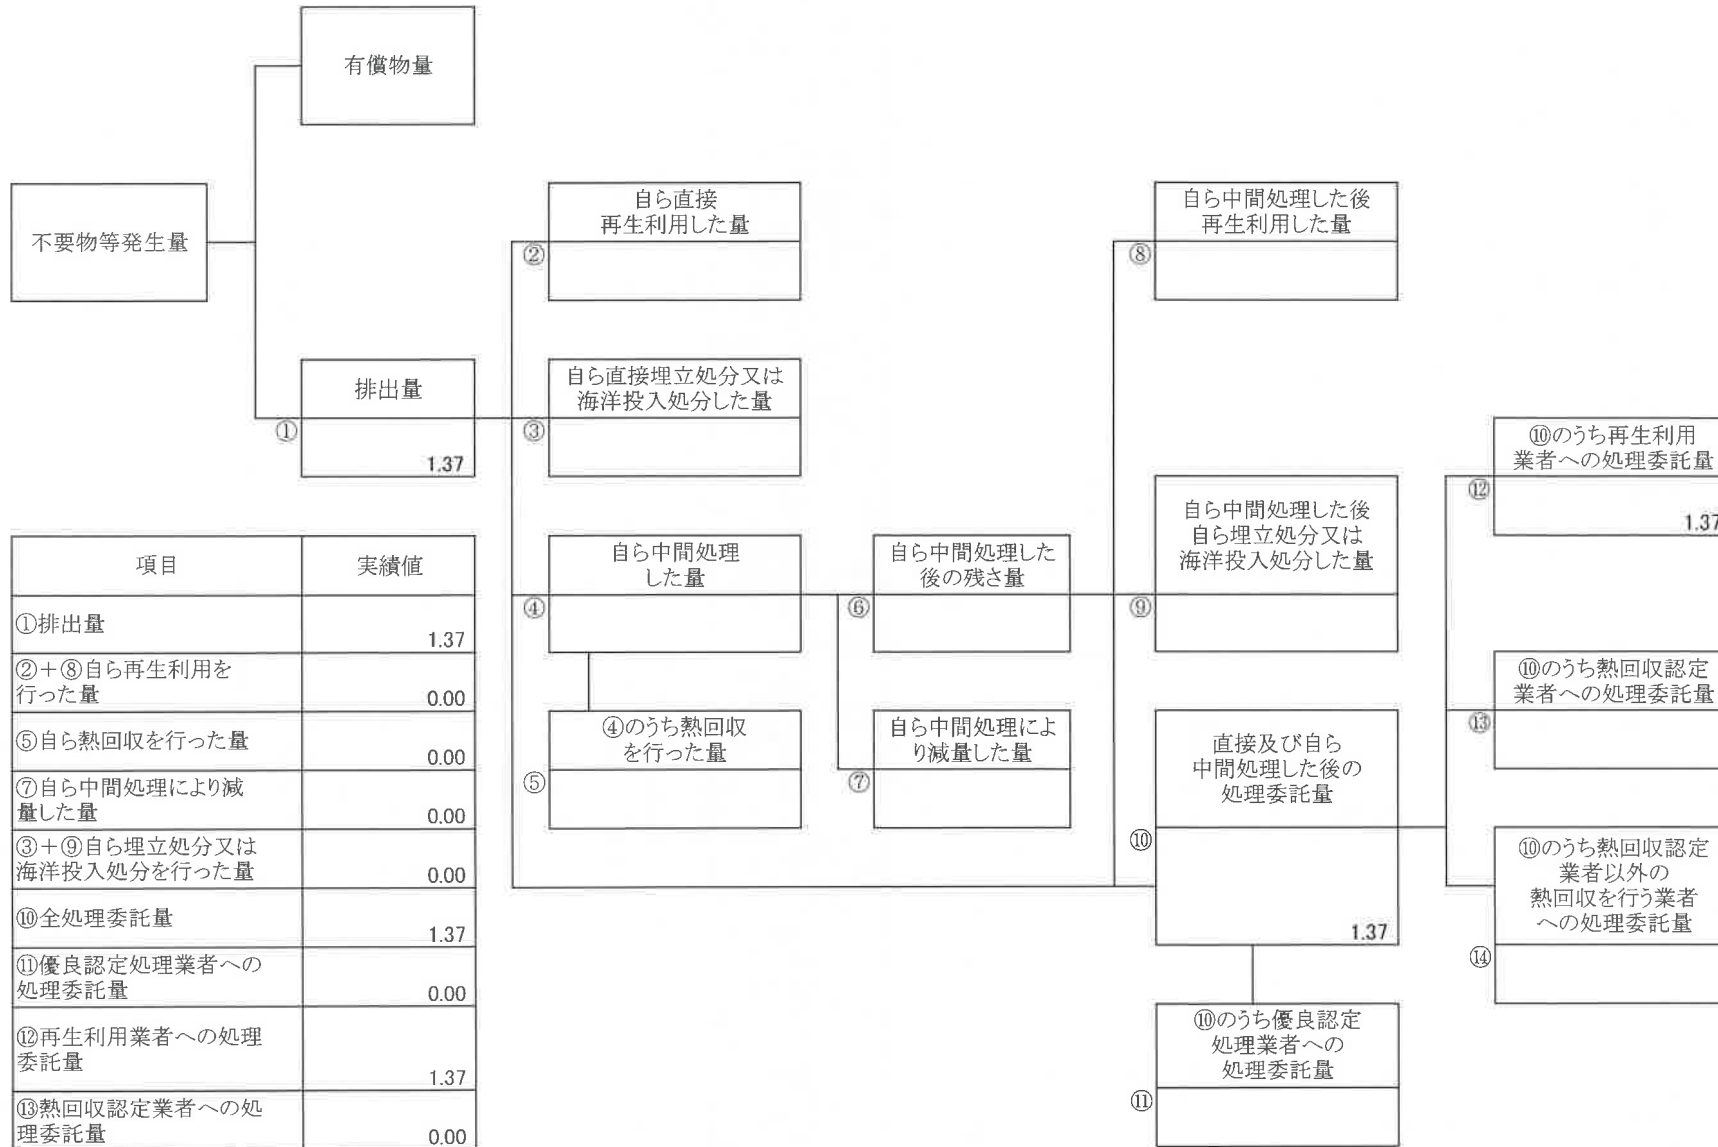 有償物量
不要物等発生量
自ら直接
再生利用した量
②
自ら中間処理した後
再生利用した量
⑧
排出量
①
1.37
自ら直接埋立処分又は
海洋投入処分した量
③
⑩のうち再生利用
業者への処理委託量
⑫
1.37
自ら中間処理
した量
④
自ら中間処理した
後の残さ量
⑥
自ら中間処理した後
自ら埋立処分又は
海洋投入処分した量
⑨
⑩のうち熱回収認定
業者への処理委託量
⑬
④のうち熱回収
を行った量
⑤
自ら中間処理によ
り減量した量
⑦
直接及び自ら
中間処理した後の
処理委託量
⑩
1.37
⑩のうち熱回収認定
業者以外の
熱回収を行う業者
への処理委託量
⑭
⑩のうち優良認定
処理業者への
処理委託量
⑪
項目 実績値
①排出量 1.37
②+⑧自ら再生利用を
行った量 0.00
⑤自ら熱回収を行った量 0.00
⑦自ら中間処理により減
量した量 0.00
③+⑨自ら埋立処分又は
海洋投入処分を行った量 0.00
⑩全処理委託量 1.37
⑪優良認定処理業者への
処理委託量 0.00
⑫再生利用業者への処理
委託量 1.37
⑬熱回収認定業者への処
理委託量 0.00